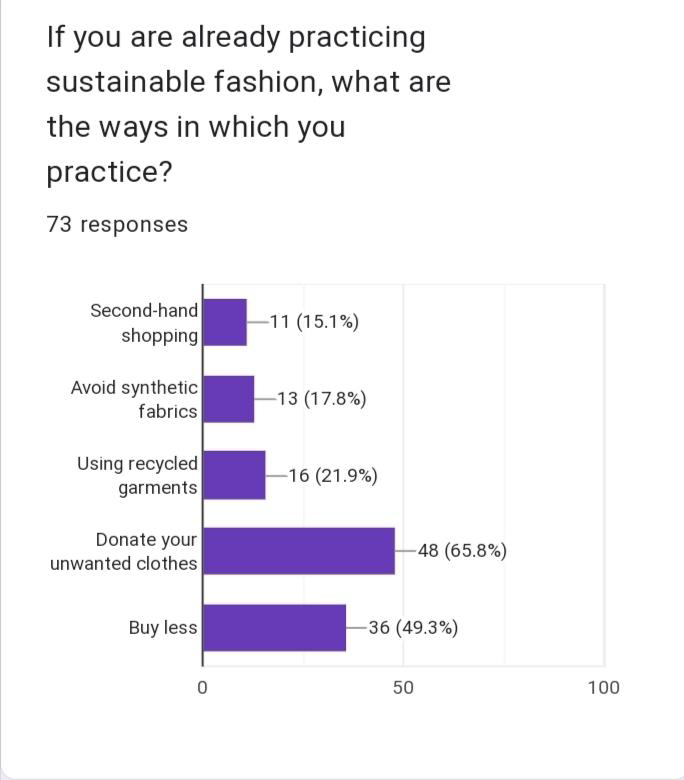 If you are already practicing
sustainable fashion, what are
the ways in which you
practice?
73 responses
Second-hand
shopping
11 (15.1%)
Avoid synthetic
fabrics
13 (17.8%)
Using recycled
garments
16 (21.9%)
Donate your
unwanted clothes
48 (65.8%)
Buy less
36 (49.3%)
0
50
100